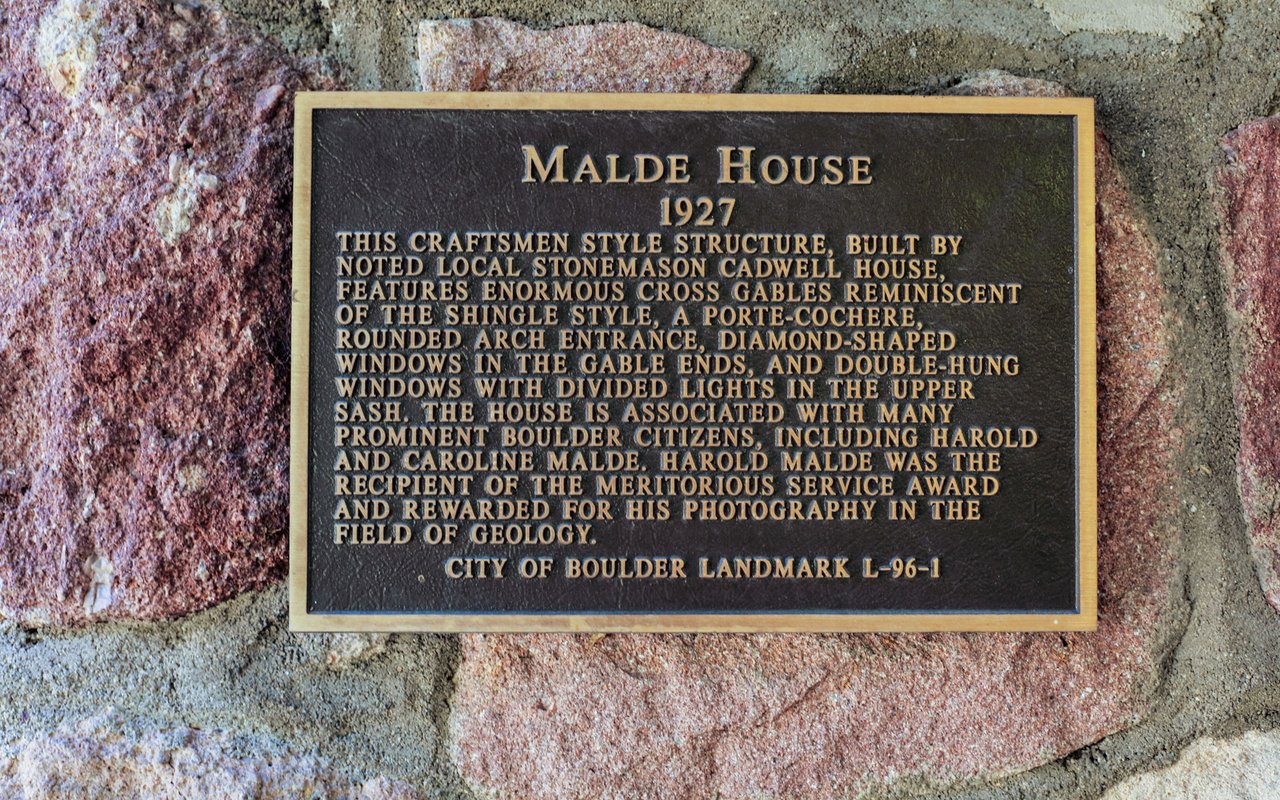 MALDE HOUSE
1927
THIS CRAFTSMEN STYLE STRUCTURE, BUILT BY
NOTED LOCAL STONEMASON CADWELL HOUSE,
FEATURES ENORMOUS CROSS GABLES REMINISCENT
OF THE SHINGLE STYLE, A PORTE-COCHERE,
ROUNDED ARCH ENTRANCE, DIAMOND-SHAPED
WINDOWS IN THE GABLE ENDS, AND DOUBLE-HUNG
WINDOWS WITH DIVIDED LIGHTS IN THE UPPER
SASH. THE HOUSE IS ASSOCIATED WITH MANY
PROMINENT BOULDER CITIZENS, INCLUDING HAROLD
AND CAROLINE MALDE. HAROLD MALDE WAS THE
RECIPIENT OF THE MERITORIOUS SERVICE AWARD
AND REWARDED FOR HIS PHOTOGRAPHY IN THE
FIELD OF GEOLOGY.
CITY OF BOULDER LANDMARK L-96-1